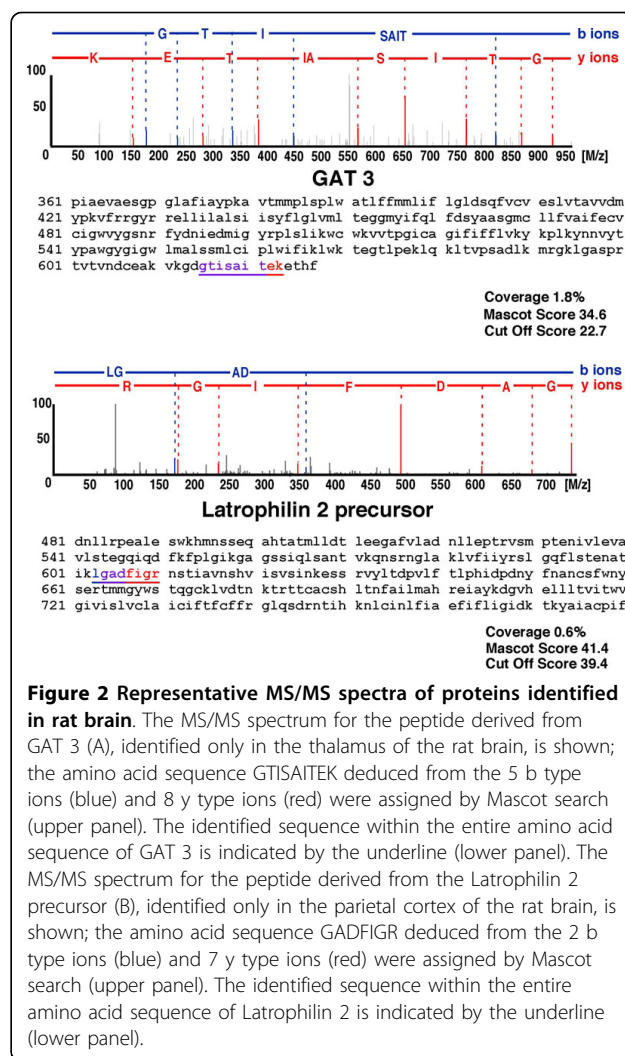 G T I SAIT b ions
K E T IA S I T G y ions
100
50
0 50 100 150 200 250 300 350 400 450 500 550 600 650 700 750 800 850 900 950 [M/z]
GAT 3
361 piaevaesgp glafiaypka vtmmplsplw atlffmmlif lgldsqfvcv eslvtavvdm
421 ypkvfrrgyr rellilalsi isyflglvml teggmyifql fdsyaasgmc llfvaifecv
481 cigwvygsnr fydniedmig yrplslikwc wkvvtpgica gififflvky kplkynnvyt
541 ypawgygigw lmalssmlci plwifiklwk tegtlpeklq kltvpsadlk mrgklgaspr
601 tvtvndceak vkgdgtisait ekethf
Coverage 1.8%
Mascot Score 34.6
Cut Off Score 22.7
LG AD b ions
R G I F D A G y ions
100
50
50 100 150 200 250 300 350 400 450 500 550 600 650 700 [M/z]
Latrophilin 2 precursor
481 dnllrpeale swkhmnsseq ahtatmlldt leegafvlad nlleptrvsm ptenivleva
541 vlstegqiqd fkfplgikga gssiqlsant vkqnsrngla klvfiiyrsl gqflstenat
601 iklgadfigr nstiavnshv isvsinkess rvyltdpvlf tlphidpdny fnancsfwny
661 sertmmgyws tqgcklvdtn ktrttcacsh ltnfailmah reiaykdgvh ellltvitwv
721 givislvcla iciftcffrr glqsdrntih knlcinlfia efifligidk tkyaiacpif
Coverage 0.6%
Mascot Score 41.4
Cut Off Score 39.4
Figure 2 Representative MS/MS spectra of proteins identified
in rat brain. The MS/MS spectrum for the peptide derived from
GAT 3 (A), identified only in the thalamus of the rat brain, is shown;
the amino acid sequence GTISAITEK deduced from the 5 b type
ions (blue) and 8 y type ions (red) were assigned by Mascot search
(upper panel). The identified sequence within the entire amino acid
sequence of GAT 3 is indicated by the underline (lower panel). The
MS/MS spectrum for the peptide derived from the Latrophilin 2
precursor (B), identified only in the parietal cortex of the rat brain, is
shown; the amino acid sequence GADFIGR deduced from the 2 b
type ions (blue) and 7 y type ions (red) were assigned by Mascot
search (upper panel). The identified sequence within the entire
amino acid sequence of Latrophilin 2 is indicated by the underline
(lower panel).